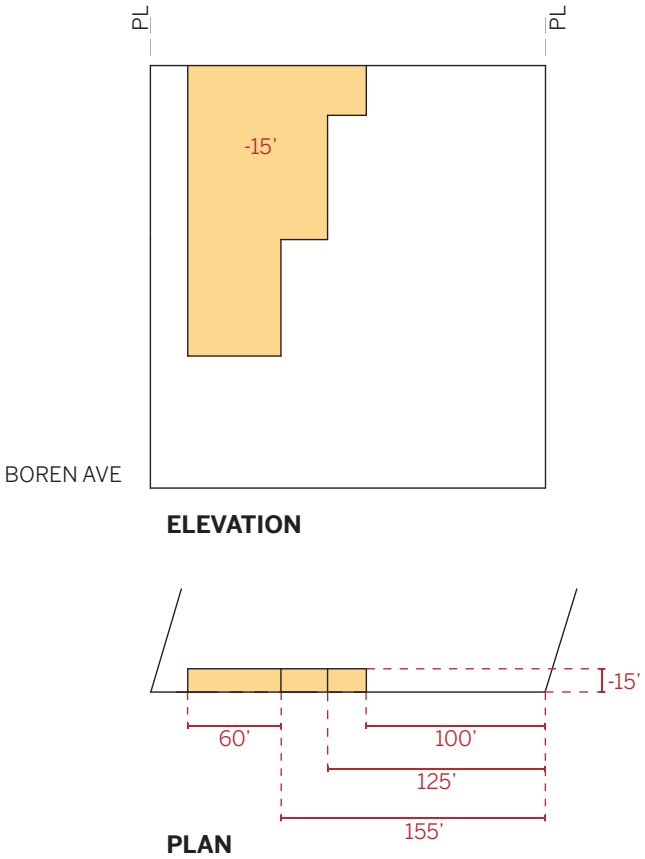 PL
PL
-15’
BOREN AVE
ELEVATION
-15’
60’
100’
125’
155’
PLAN